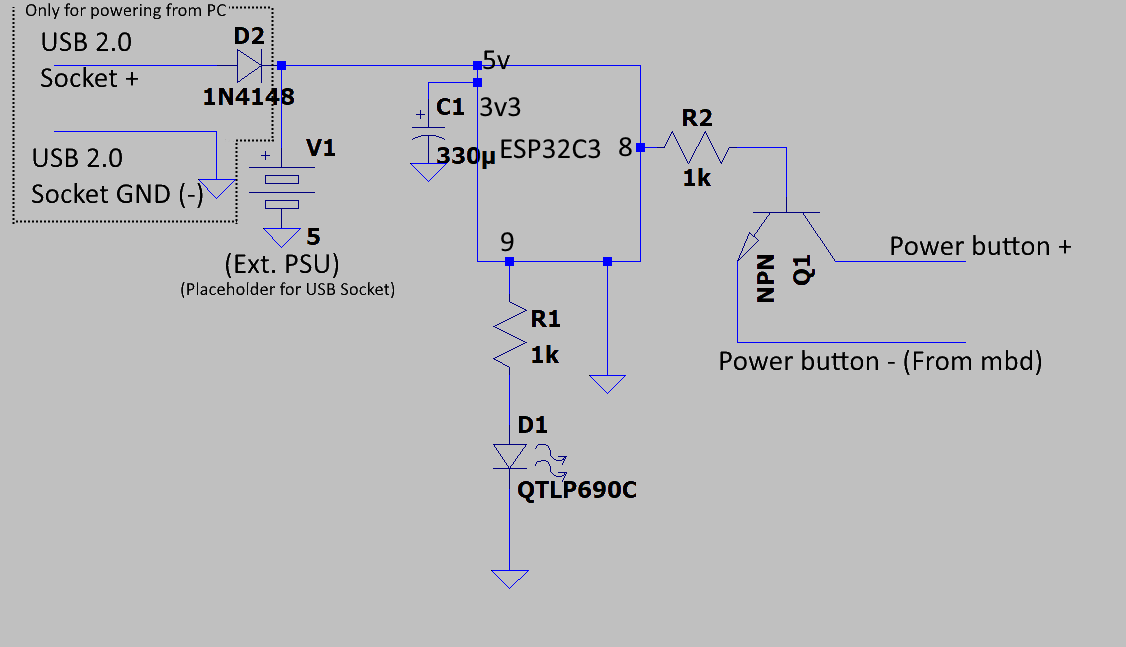 Only for powering from PC
USB 2.0
Socket +
D2
1N4148
USB 2.0
Socket GND (-)
V1
5
(Ext. PSU)
(Placeholder for USB Socket)
5v
C1
3v3
330µ
ESP32C3
8
9
R2
1k
NPN
Q1
Power button +
Power button - (From mbd)
R1
1k
D1
QTLP690C